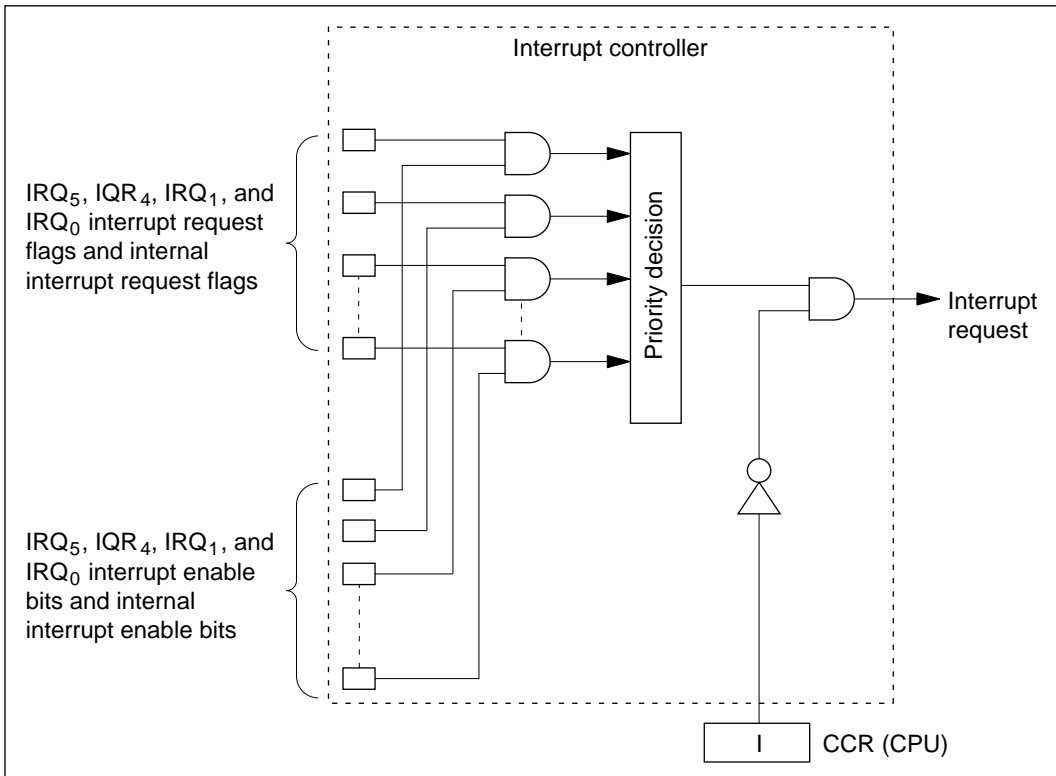 Interrupt controller
IRQ5, IQR4, IRQ1, and
IRQ0 interrupt request
flags and internal
interrupt request flags
Priority decision
Interrupt
request
IRQ5, IQR4, IRQ1, and
IRQ0 interrupt enable
bits and internal
interrupt enable bits
I
CCR (CPU)